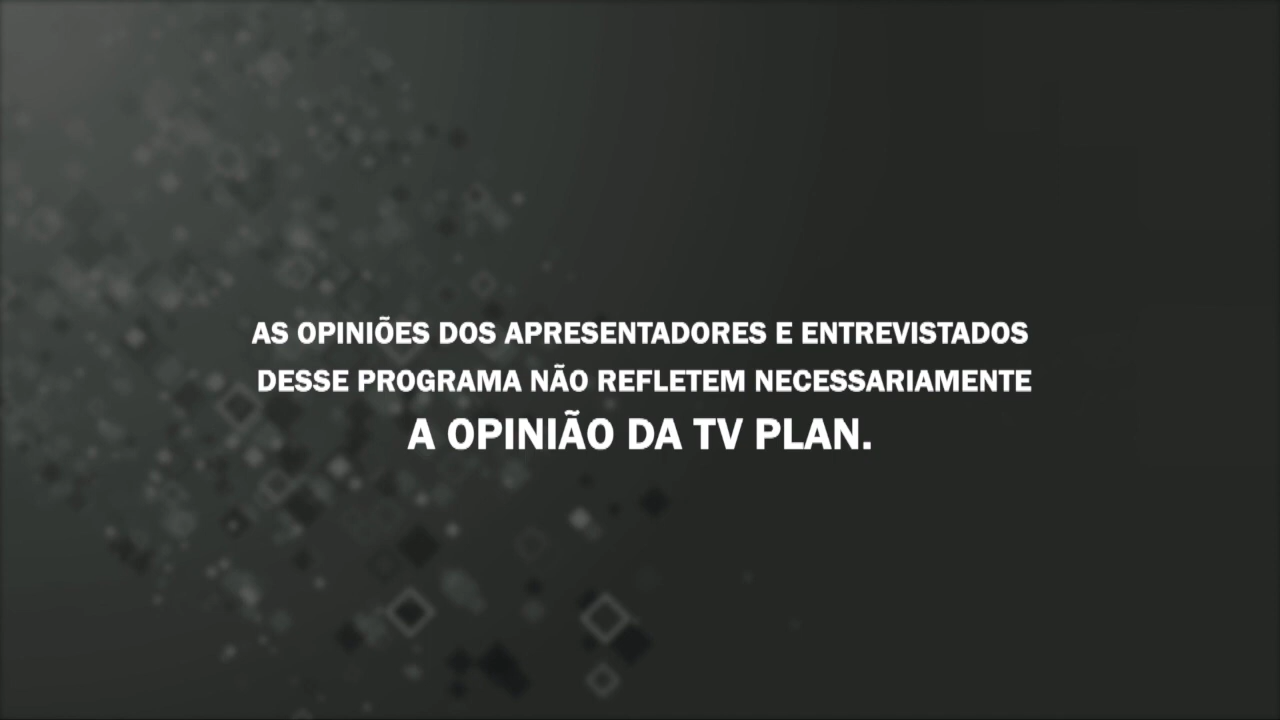 AS OPINIÕES DOS APRESENTADORES E ENTREVISTADOS
DESSE PROGRAMA NÃO REFLETEM NECESSARIAMENTE
A OPINIÃO DA TV PLAN.